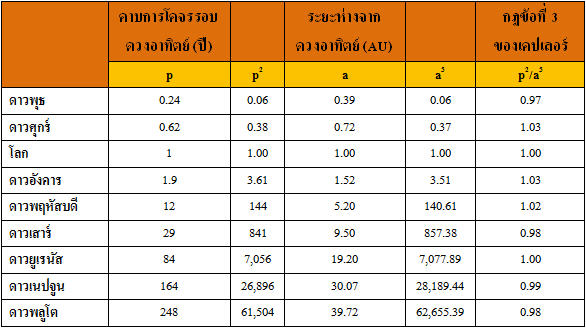 คาบการโคจรรอบ ระยะห่างจาก กฎข้อที่ 3
ดวงอาทิตย์ (ปี) ดวงอาทิตย์ (AU) ของเคปเลอร์
p p² a a⁵ p²/a⁵
ดาวพุธ 0.24 0.06 0.39 0.06 0.97
ดาวศุกร์ 0.62 0.38 0.72 0.37 1.03
โลก 1 1.00 1.00 1.00 1.00
ดาวอังคาร 1.9 3.61 1.52 3.51 1.03
ดาวพฤหัสบดี 12 144 5.20 140.61 1.02
ดาวเสาร์ 29 841 9.50 857.38 0.98
ดาวยูเรนัส 84 7,056 19.20 7,077.89 1.00
ดาวเนปจูน 164 26,896 30.07 28,189.44 0.99
ดาวพลูโต 248 61,504 39.72 62,655.39 0.98